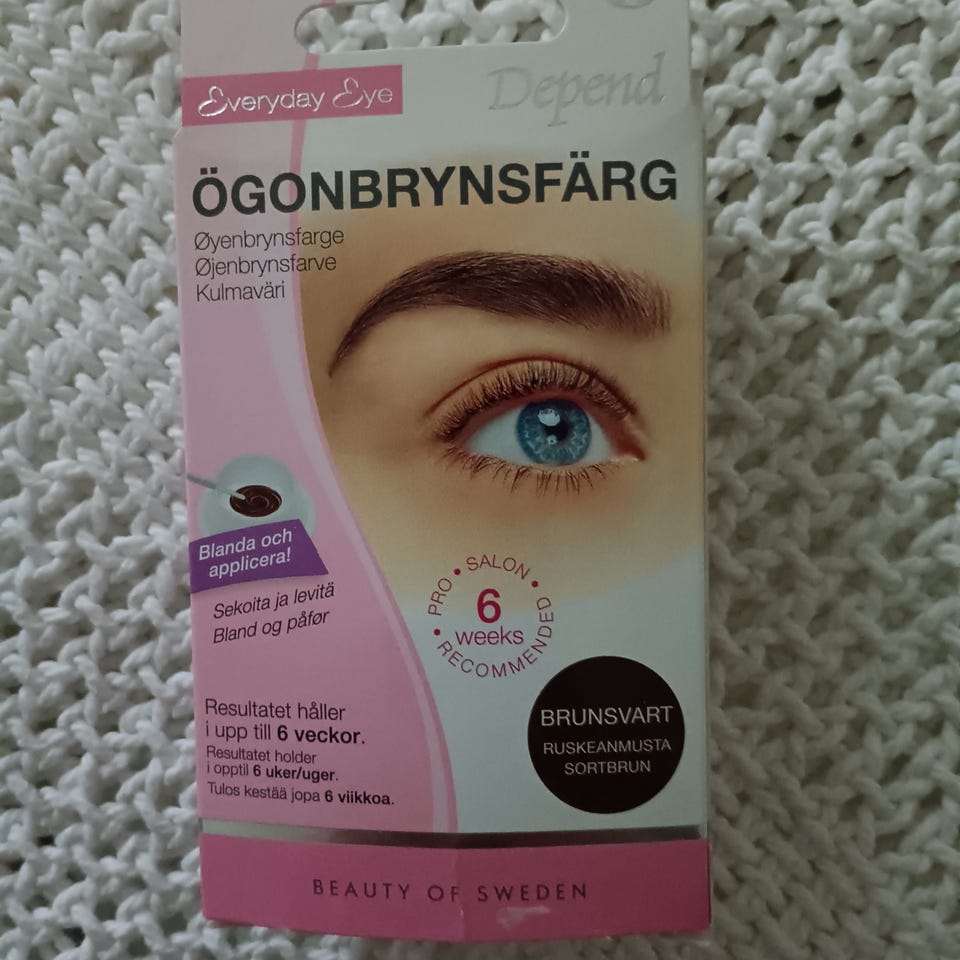 Everyday Eye
Depend
ÖGONBRYNSFÄRG
Øyenbrynsfarge
Øjenbrynsfarve
Kulmaväri
Blanda och
applicera!
Sekoita ja levitä
Bland og påfør
PRO • SALON • RECOMMENDED •
6
weeks
Resultatet håller
i upp till 6 veckor.
Resultatet holder
i opptil 6 uker/uger.
Tulos kestää jopa 6 viikkoa.
BRUNSVART
RUSKEANMUSTA
SORTBRUN
BEAUTY OF SWEDEN